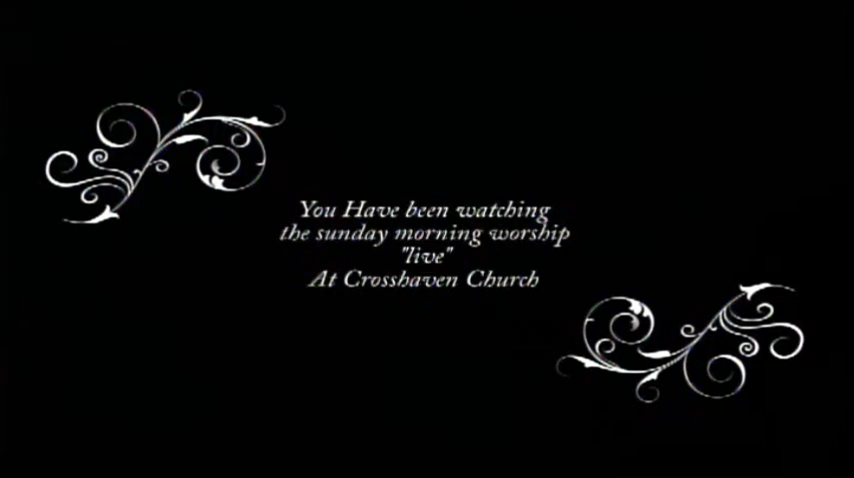 You Have been watching
the sunday morning worship
"live"
At Crosshaven Church